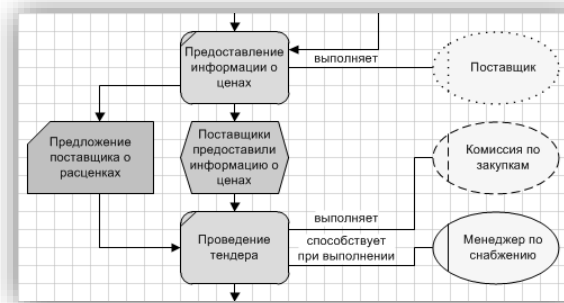 Предоставление
информации о
ценах
выполняет
Поставщик
Предложение
поставщика о
расценках
Поставщики
предоставили
информацию о
ценах
Комиссия по
закупкам
выполняет
Проведение
тендера
способствует
при выполнении
Менеджер по
снабжению